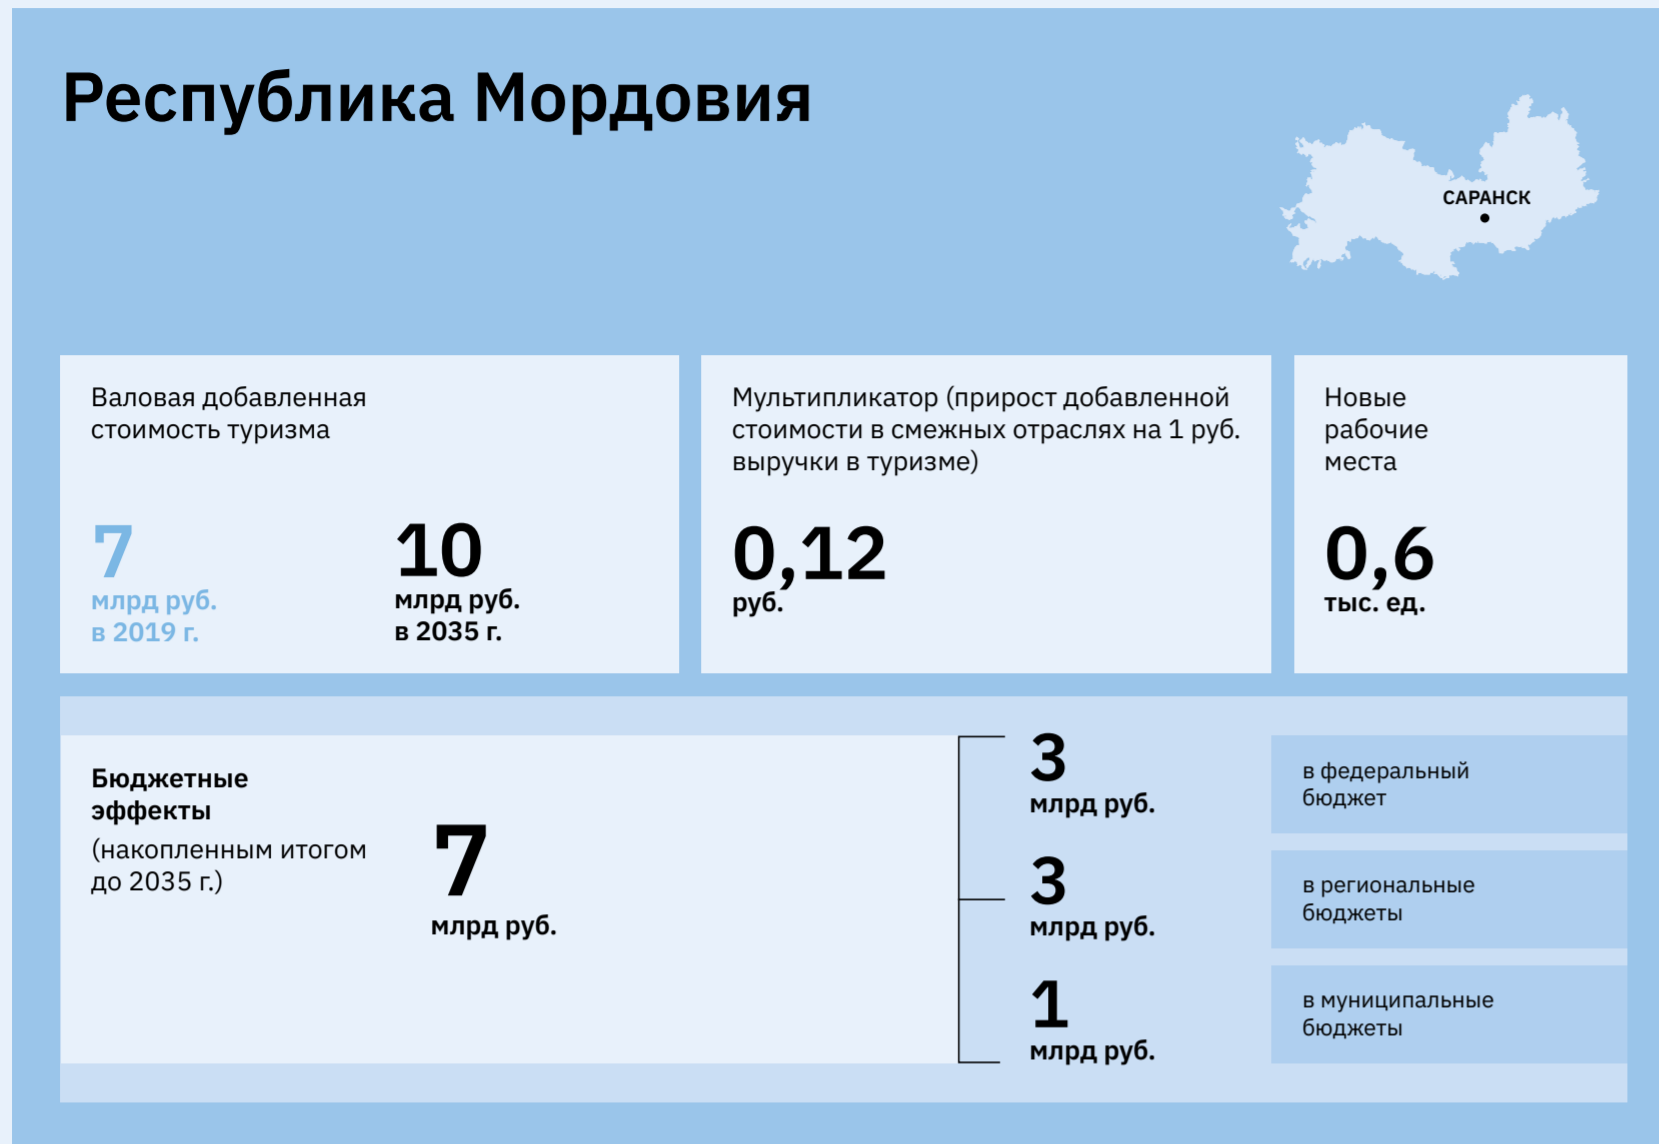 Республика Мордовия
САРАНСК
Валовая добавленная
стоимость туризма
7
млрд руб.
в 2019 г.
10
млрд руб.
в 2035 г.
Мультипликатор (прирост добавленной
стоимости в смежных отраслях на 1 руб.
выручки в туризме)
0,12
руб.
Новые
рабочие
места
0,6
тыс. ед.
Бюджетные
эффекты
(накопленным итогом
до 2035 г.)
7
млрд руб.
3
млрд руб.
в федеральный
бюджет
3
млрд руб.
в региональные
бюджеты
1
млрд руб.
в муниципальные
бюджеты